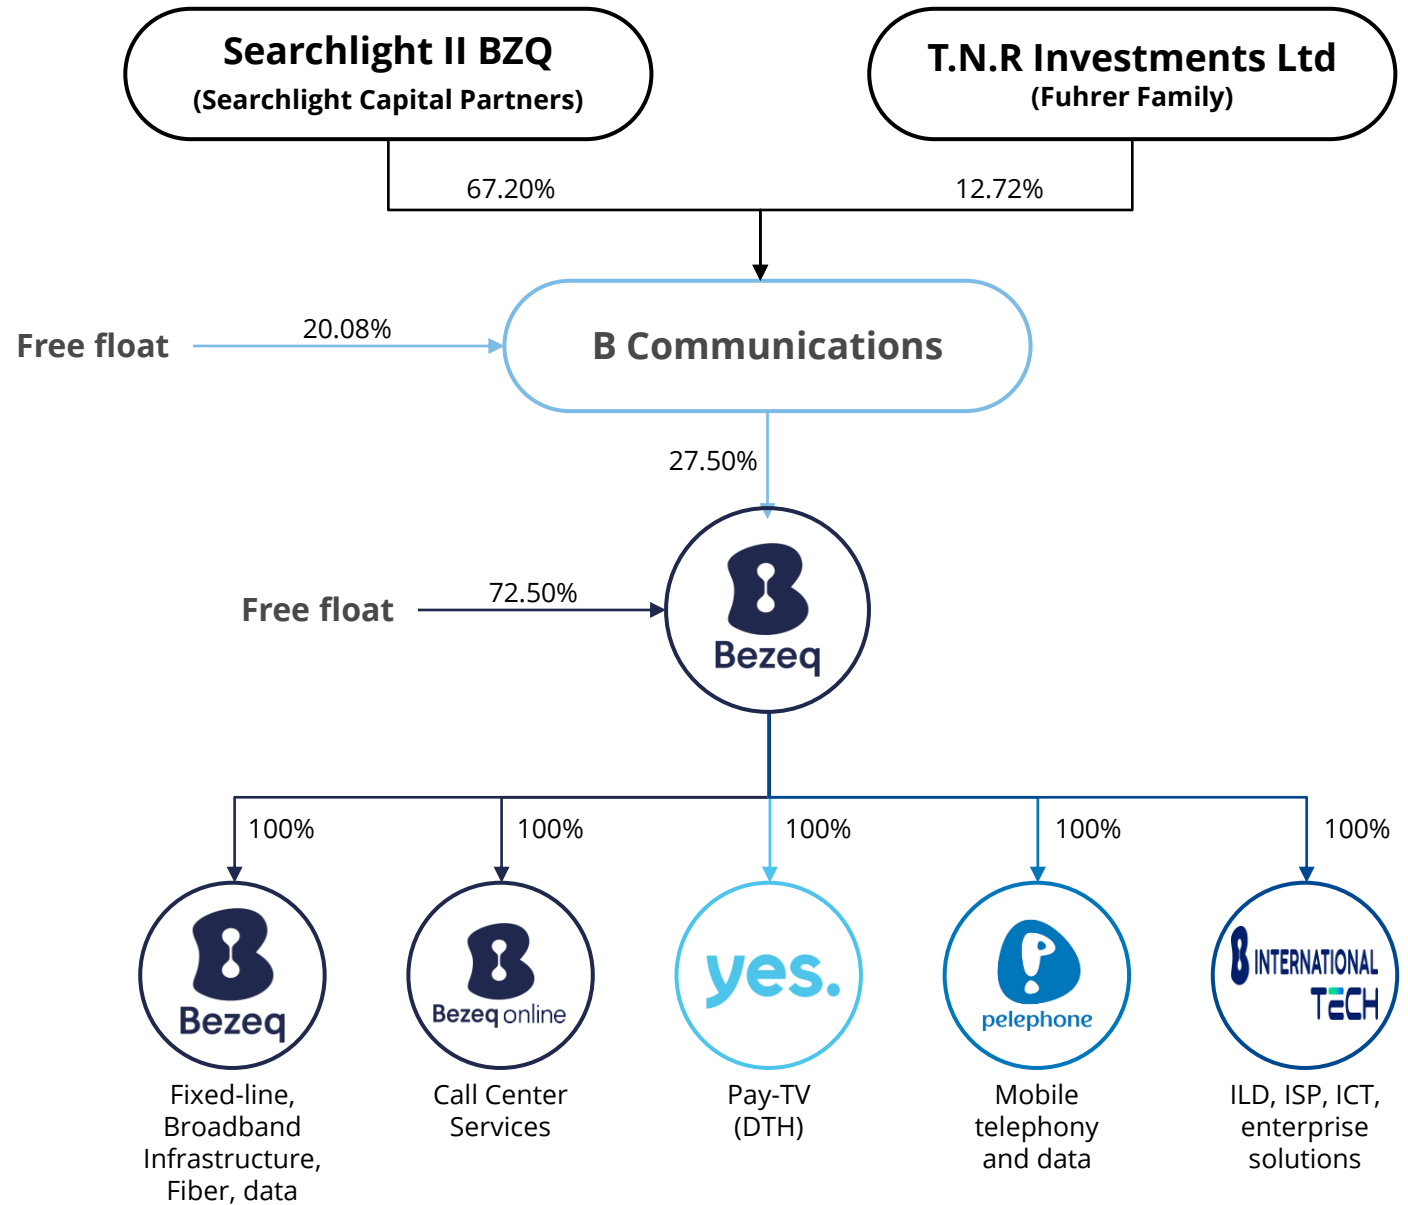 Searchlight II BZQ
(Searchlight Capital Partners)
T.N.R Investments Ltd
(Fuhrer Family)
67.20%
12.72%
Free float
20.08%
B Communications
27.50%
Free float
72.50%
Bezeq
100%
100%
100%
100%
100%
Bezeq
Bezeq online
yes.
pelephone
INTERNATIONAL
TECH
Fixed-line,
Broadband
Infrastructure,
Fiber, data
Call Center
Services
Pay-TV
(DTH)
Mobile
telephony
and data
ILD, ISP, ICT,
enterprise
solutions